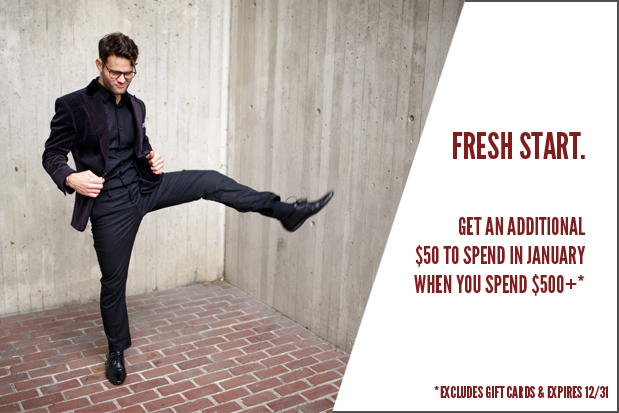 FRESH START.
GET AN ADDITIONAL
$50 TO SPEND IN JANUARY
WHEN YOU SPEND $500+*
*EXCLUDES GIFT CARDS & EXPIRES 12/31